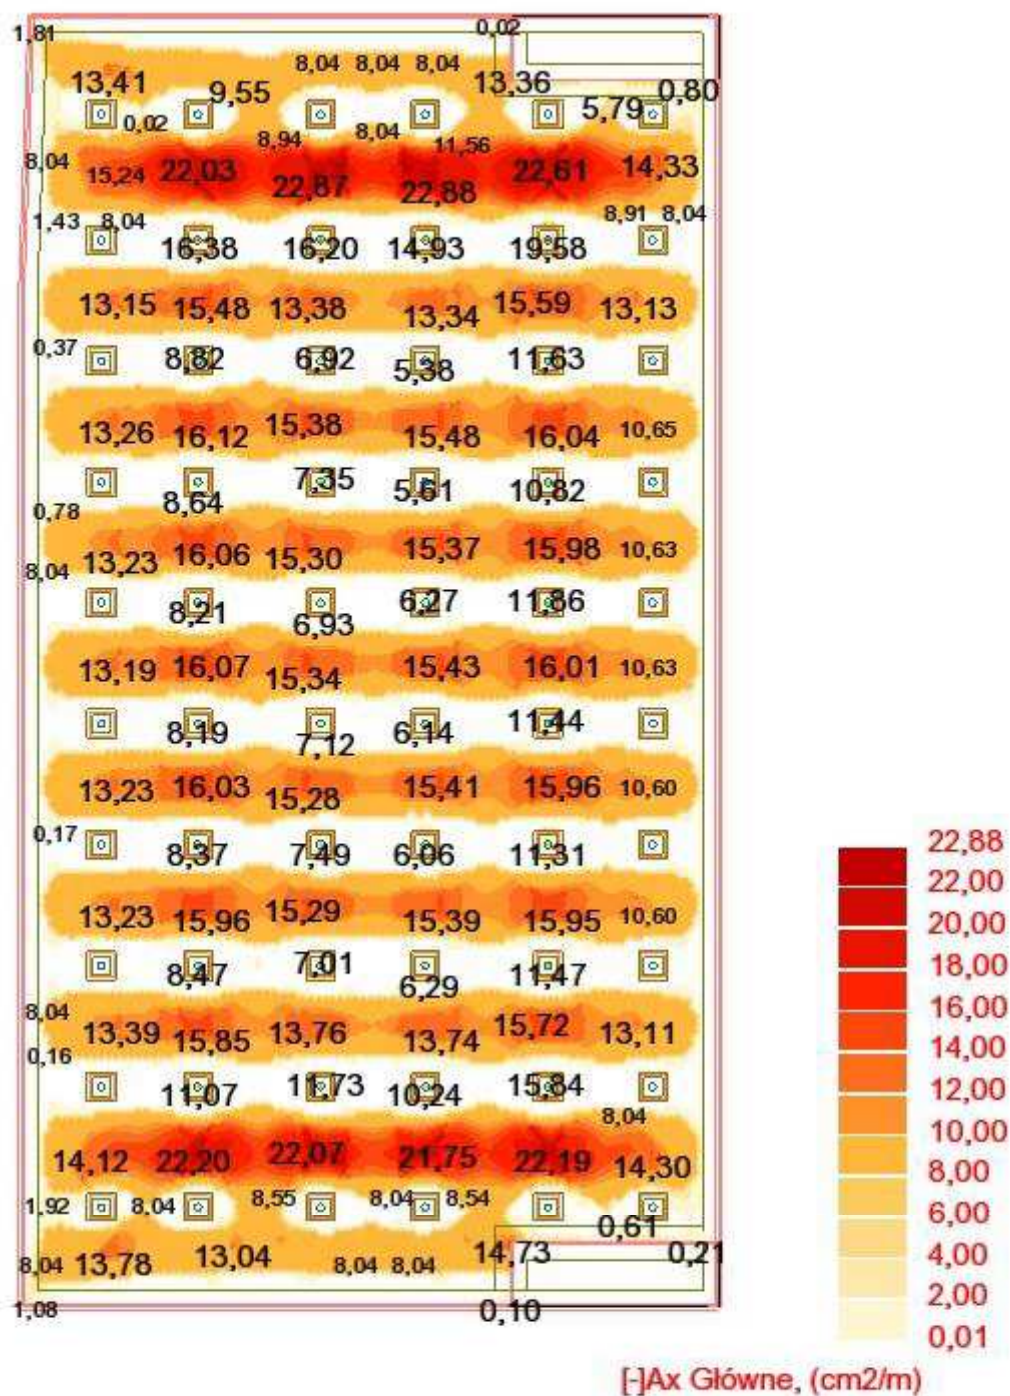 1,81 0,02
8,04 8,04 8,04
13,41 9,55 13,36 0,80
0,02 8,04 5,79
8,94 11,56
8,04 15,24 22,03 22,87 22,88 22,61 14,33
1,43 8,04 8,91 8,04
16,38 16,20 14,93 19,58
13,15 15,48 13,38 13,34 15,59 13,13
0,37 8,82 6,92 5,38 11,63
13,26 16,12 15,38 15,48 16,04 10,65
8,64 7,35 5,61 10,82
0,78
13,23 16,06 15,30 15,37 15,98 10,63
8,04
8,21 6,93 6,27 11,86
13,19 16,07 15,34 15,43 16,01 10,63
8,19 7,12 6,14 11,44
13,23 16,03 15,28 15,41 15,96 10,60
0,17 8,37 7,49 6,06 11,31
13,23 15,96 15,29 15,39 15,95 10,60
8,47 7,01 6,29 11,47
8,04
13,39 15,85 13,76 13,74 15,72 13,11
0,16
11,07 11,73 10,24 15,84
8,04
14,12 22,20 22,07 21,75 22,19 14,30
1,92 8,04 8,55 8,04 8,54
0,61
8,04 13,78 13,04 8,04 8,04 14,73 0,21
1,08 0,10
22,88
22,00
20,00
18,00
16,00
14,00
12,00
10,00
8,00
6,00
4,00
2,00
0,01
[-]Ax Główne, (cm2/m)